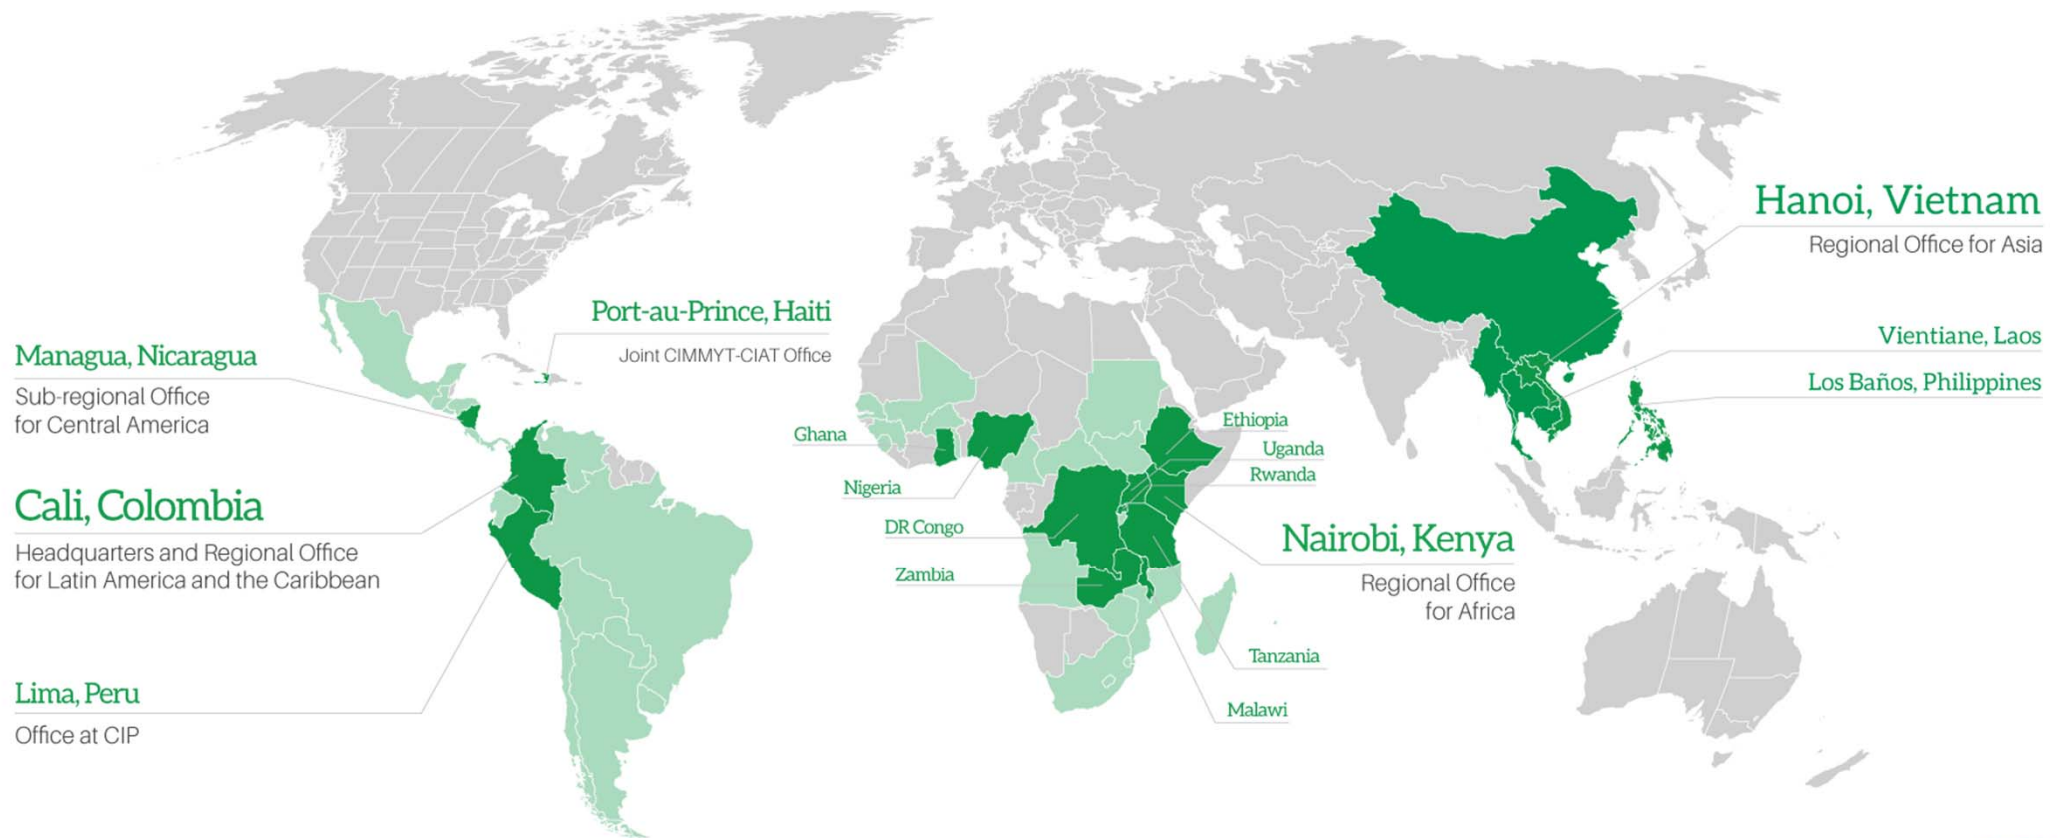 Managua, Nicaragua
Sub-regional Office
for Central America
Cali, Colombia
Headquarters and Regional Office
for Latin America and the Caribbean
Lima, Peru
Office at CIP
Port-au-Prince, Haiti
Joint CIMMYT-CIAT Office
Ghana
Nigeria
DR Congo
Zambia
Ethiopia
Uganda
Rwanda
Nairobi, Kenya
Regional Office
for Africa
Tanzania
Malawi
Hanoi, Vietnam
Regional Office for Asia
Vientiane, Laos
Los Baños, Philippines